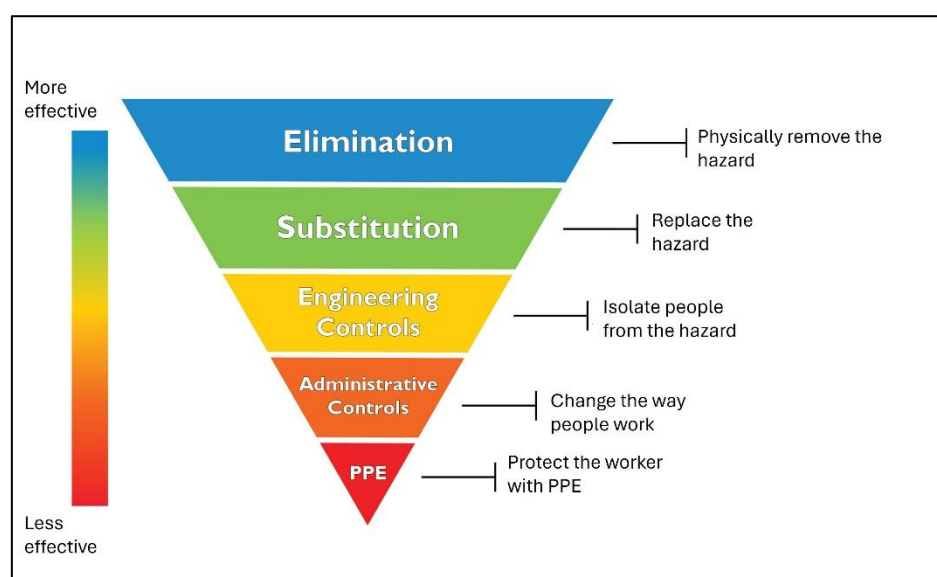 More
effective
Elimination
Physically remove the
hazard
Substitution
Replace the
hazard
Engineering
Controls
Isolate people
from the hazard
Administrative
Controls
Change the way
people work
PPE
Protect the worker
with PPE
Less
effective